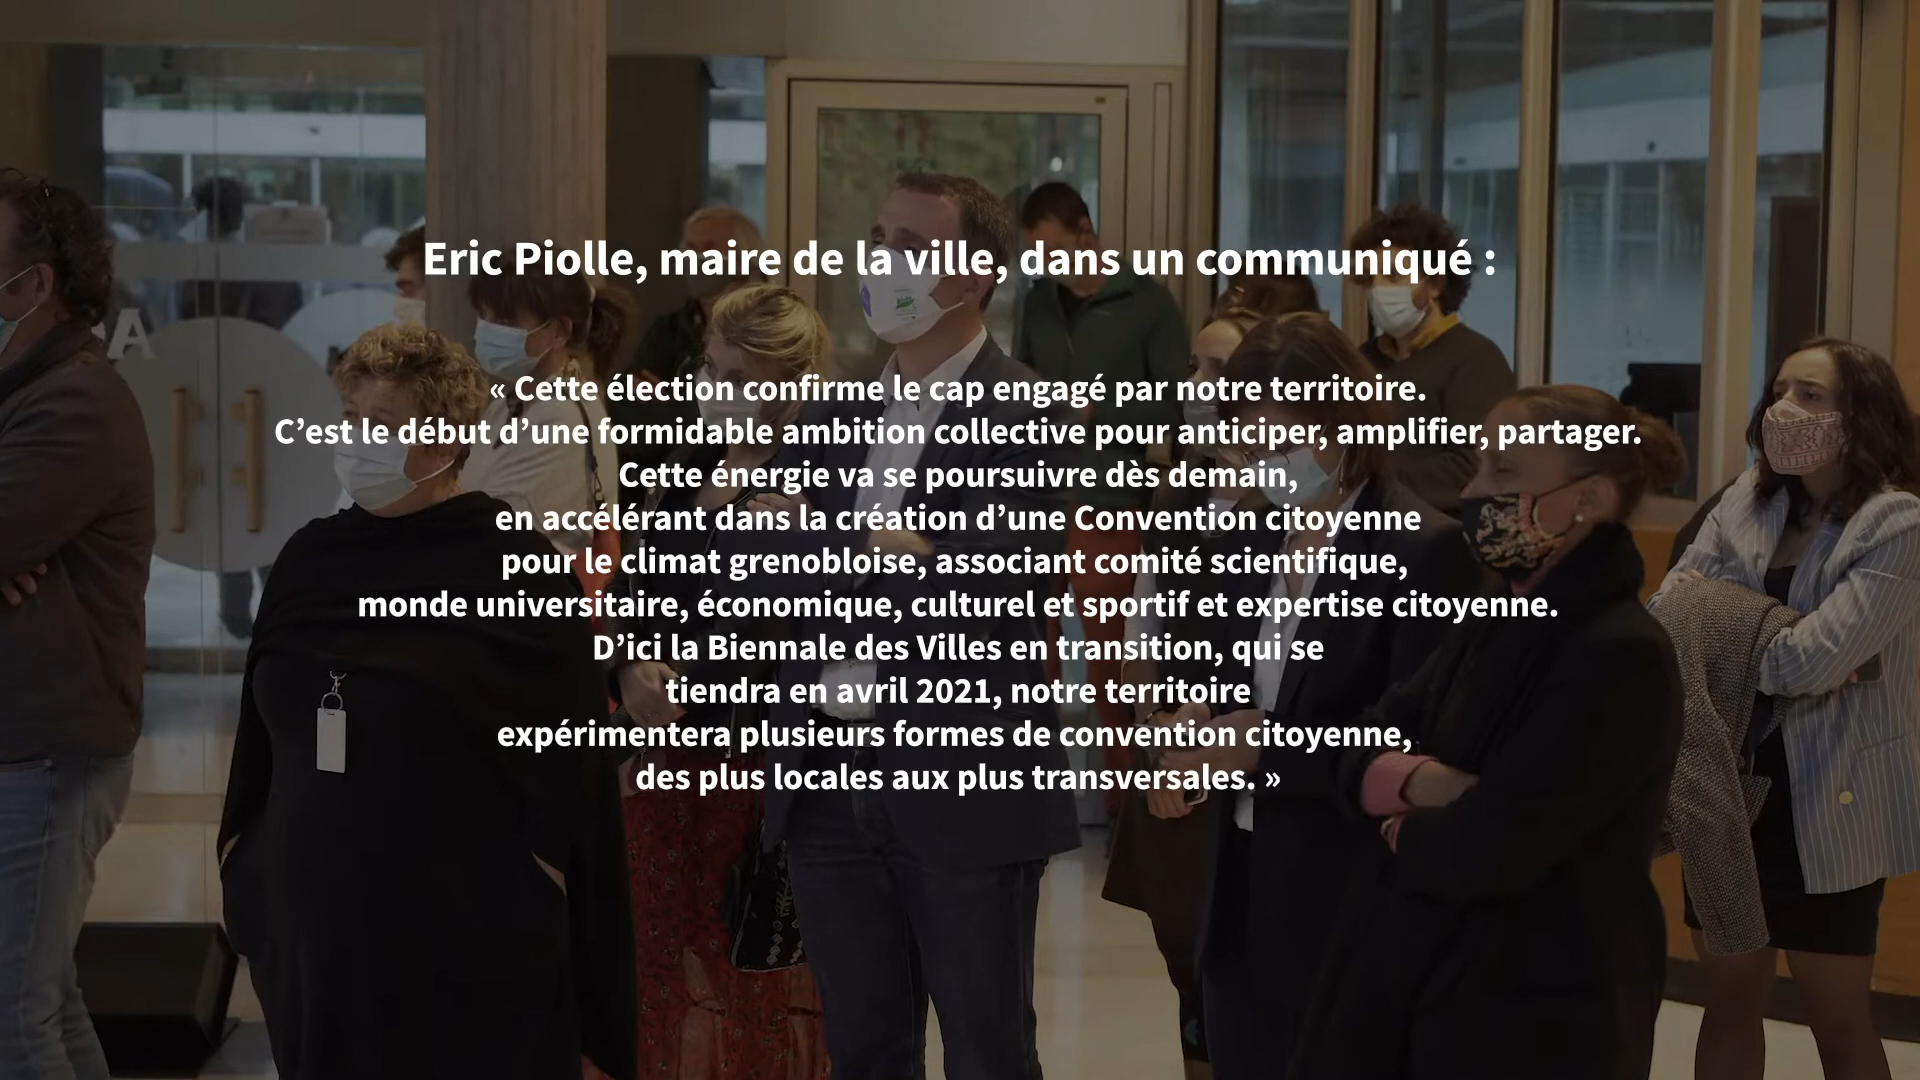 Eric Piolle, maire de la ville, dans un communiqué :
« Cette élection confirme le cap engagé par notre territoire.
C’est le début d’une formidable ambition collective pour anticiper, amplifier, partager.
Cette énergie va se poursuivre dès demain,
en accélérant dans la création d’une Convention citoyenne
pour le climat grenobloise, associant comité scientifique,
monde universitaire, économique, culturel et sportif et expertise citoyenne.
D’ici la Biennale des Villes en transition, qui se
tiendra en avril 2021, notre territoire
expérimentera plusieurs formes de convention citoyenne,
des plus locales aux plus transversales. »